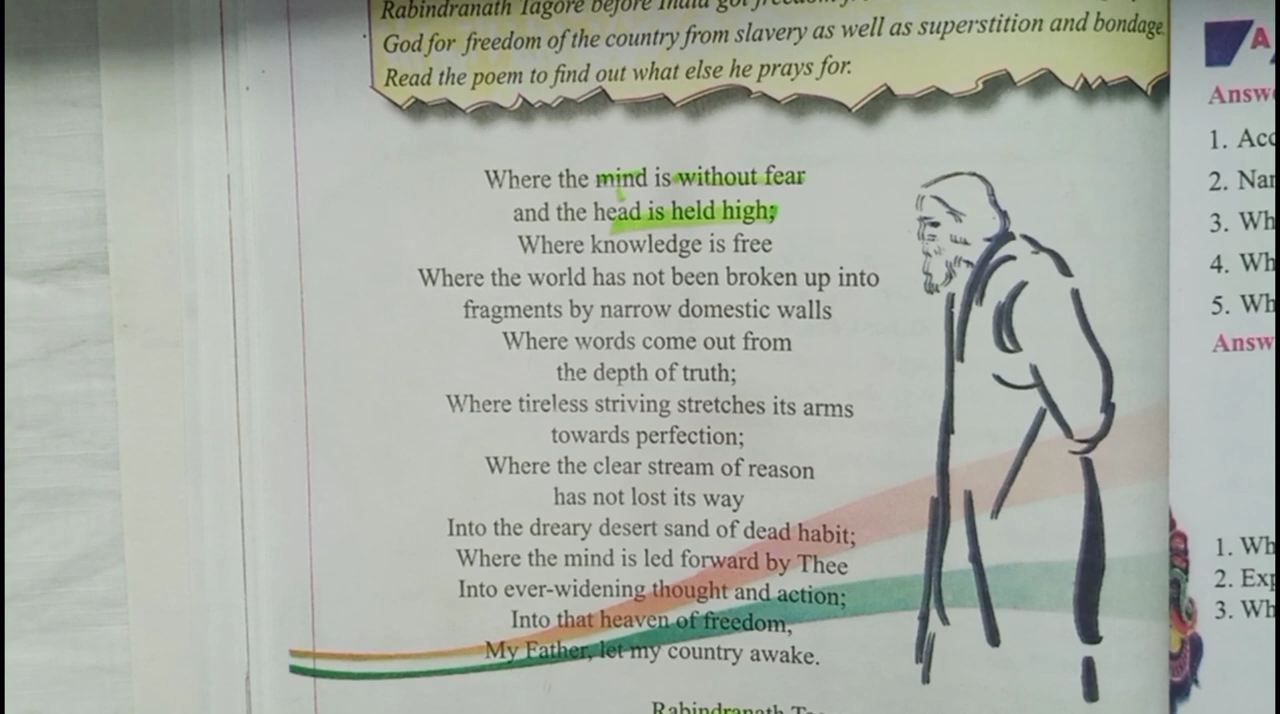 Rabindranath Tagore before India got
God for freedom of the country from slavery as well as superstition and bondage.
Read the poem to find out what else he prays for.
Where the mind is without fear
and the head is held high;
Where knowledge is free
Where the world has not been broken up into
fragments by narrow domestic walls
Where words come out from
the depth of truth;
Where tireless striving stretches its arms
towards perfection;
Where the clear stream of reason
has not lost its way
Into the dreary desert sand of dead habit;
Where the mind is led forward by Thee
Into ever-widening thought and action;
Into that heaven of freedom,
My Father, let my country awake.
Rabindranath
A
1.
2.
3. Wh
4. Wh
5. Wh
1. Wh
2.
3. Wh